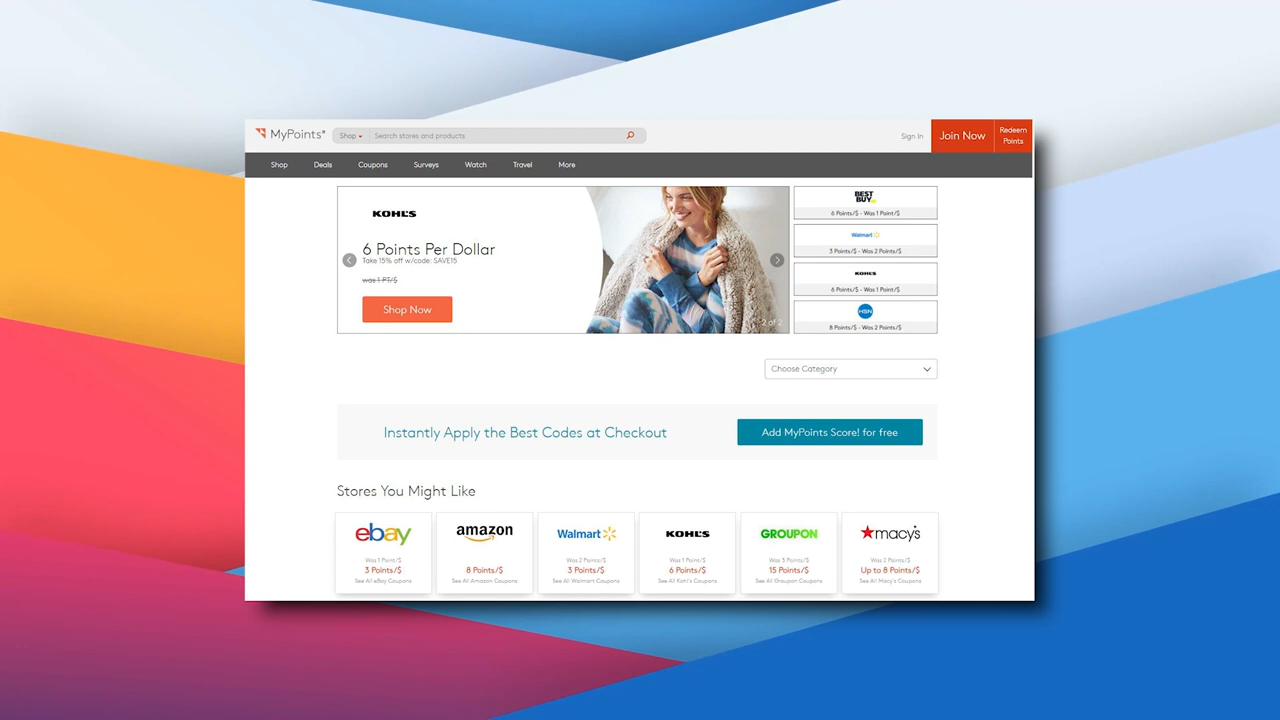 MyPoints®
Shop
Search stores and products
Sign In
Join Now
Redeem
Points
Shop
Deals
Coupons
Surveys
Watch
Travel
More
KOHL'S
6 Points Per Dollar
Take 15% off w/code: SAVE15
was 1 PT/$
Shop Now
2 of 2
BEST
BUY
6 Points/$ - Was 1 Point/$
Walmart
3 Points/$ - Was 2 Points/$
KOHL'S
6 Points/$ - Was 1 Point/$
HSN
8 Points/$ - Was 2 Points/$
Choose Category
Instantly Apply the Best Codes at Checkout
Add MyPoints Score! for free
Stores You Might Like
ebay
Was 1 Point/$
3 Points/$
See All eBay Coupons
amazon
8 Points/$
See All Amazon Coupons
Walmart
Was 2 Points/$
3 Points/$
See All Walmart Coupons
KOHL'S
Was 1 Point/$
6 Points/$
See All Kohl's Coupons
GROUPON
Was 3 Points/$
15 Points/$
See All Groupon Coupons
macy's
Was 2 Points/$
Up to 8 Points/$
See All Macy's Coupons